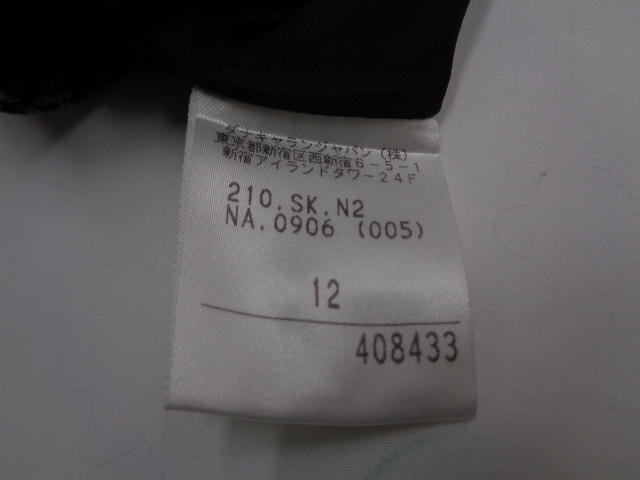 ダナキャランジャパン(株)
東京都新宿区西新宿6-5-1
新宿アイランドタワー24F
210.SK.N2
NA.0906 (005)
12
408433